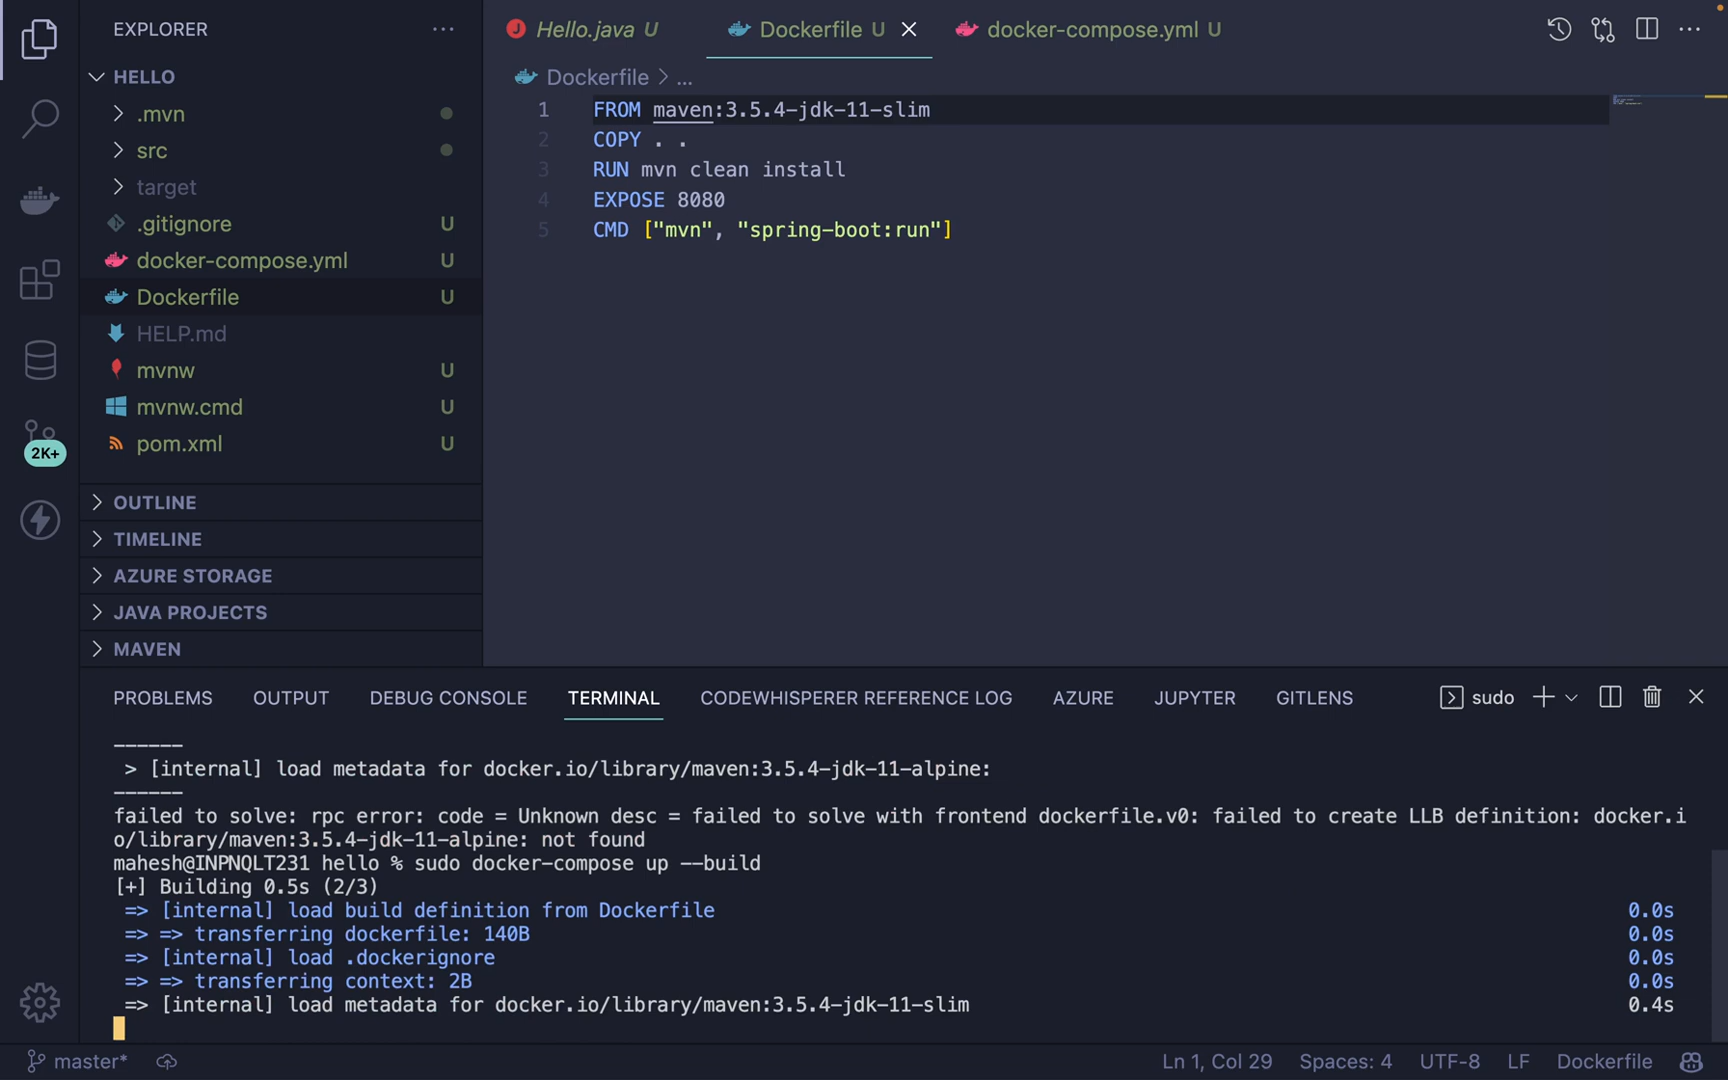 EXPLORER
HELLO
.mvn
src
target
.gitignore U
docker-compose.yml U
Dockerfile U
HELP.md
mvnw U
mvnw.cmd U
pom.xml U
OUTLINE
TIMELINE
AZURE STORAGE
JAVA PROJECTS
MAVEN
2K+
Hello.java U Dockerfile U docker-compose.yml U
Dockerfile > ...
1 FROM maven:3.5.4-jdk-11-slim
2 COPY . .
3 RUN mvn clean install
4 EXPOSE 8080
5 CMD ["mvn", "spring-boot:run"]
PROBLEMS OUTPUT DEBUG CONSOLE TERMINAL CODEWHISPERER REFERENCE LOG AZURE JUPYTER GITLENS sudo
------
> [internal] load metadata for docker.io/library/maven:3.5.4-jdk-11-alpine:
------
failed to solve: rpc error: code = Unknown desc = failed to solve with frontend dockerfile.v0: failed to create LLB definition: docker.i
o/library/maven:3.5.4-jdk-11-alpine: not found
mahesh@INPNQLT231 hello % sudo docker-compose up --build
[+] Building 0.5s (2/3)
=> [internal] load build definition from Dockerfile 0.0s
=> => transferring dockerfile: 140B 0.0s
=> [internal] load .dockerignore 0.0s
=> => transferring context: 2B 0.0s
=> [internal] load metadata for docker.io/library/maven:3.5.4-jdk-11-slim 0.4s
master* Ln 1, Col 29 Spaces: 4 UTF-8 LF Dockerfile